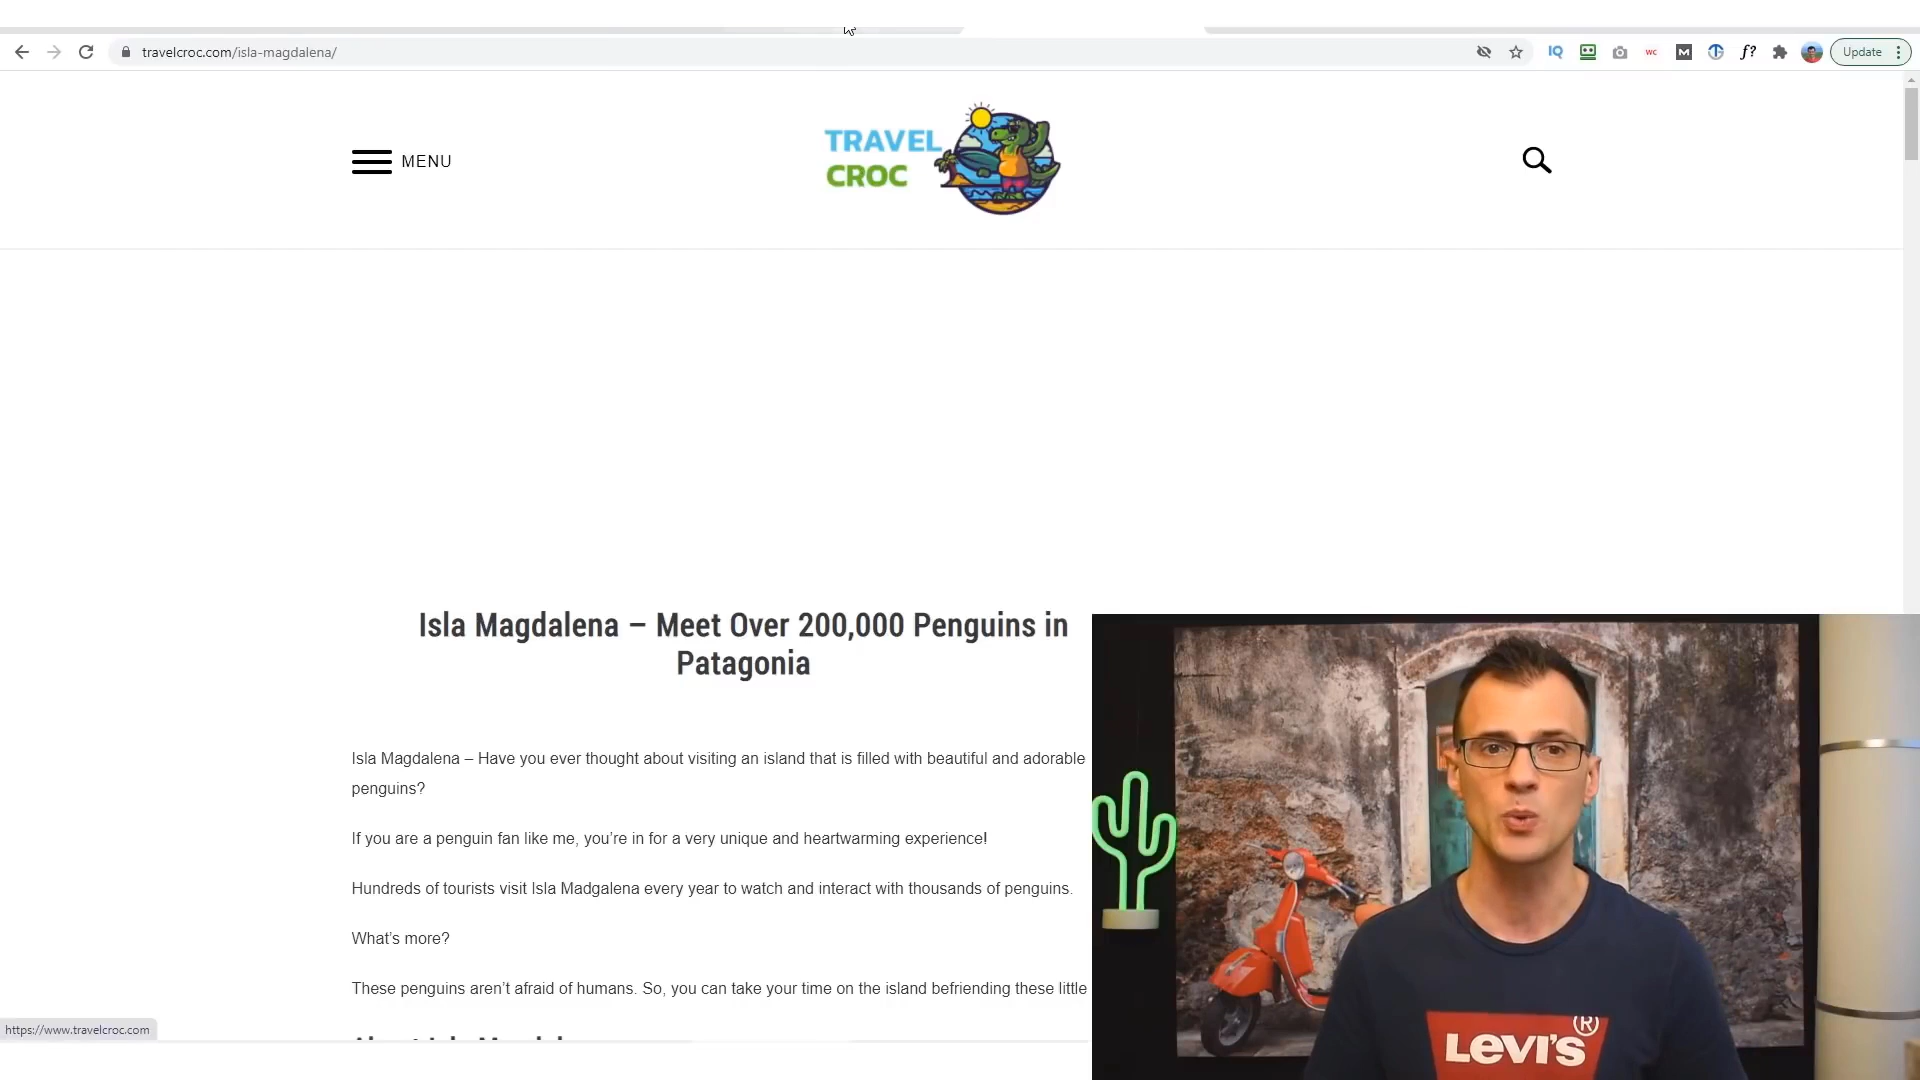 travelcroc.com/isla-magdalena/
IQ
wc
M
f?
Update
MENU
TRAVEL
CROC
Isla Magdalena – Meet Over 200,000 Penguins in
Patagonia
Isla Magdalena – Have you ever thought about visiting an island that is filled with beautiful and adorable
penguins?
If you are a penguin fan like me, you're in for a very unique and heartwarming experience!
Hundreds of tourists visit Isla Madgalena every year to watch and interact with thousands of penguins.
What's more?
These penguins aren't afraid of humans. So, you can take your time on the island befriending these little
https://www.travelcroc.com
LEVI'S®